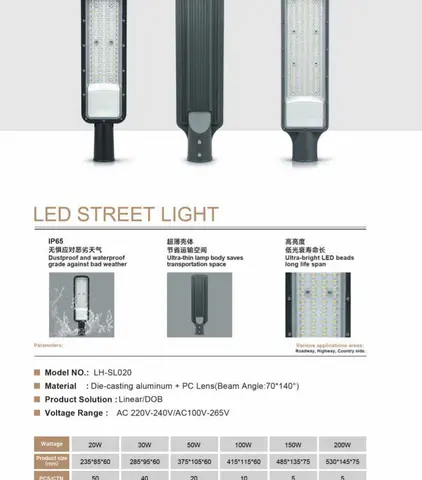 LED STREET LIGHT
IP65
无惧应对恶劣天气
Dustproof and waterproof
grade against bad weather
超薄壳体
节省运输空间
Ultra-thin lamp body saves
transportation space
高亮度
低光衰寿命长
Ultra-bright LED beads
long life span
Parameters:
Various applications areas:
Roadway, Highway, Country side.
Model NO.: LH-SL020
Material : Die-casting aluminum + PC Lens(Beam Angle:70*140°)
Product Solution : Linear/DOB
Voltage Range : AC 220V-240V/AC100V-265V
Wattage 20W 30W 50W 100W 150W 200W
Product size (mm) 235*85*60 285*95*60 375*105*60 415*115*60 485*135*75 530*145*75
PCS/CTN 50 40 20 10 5 5